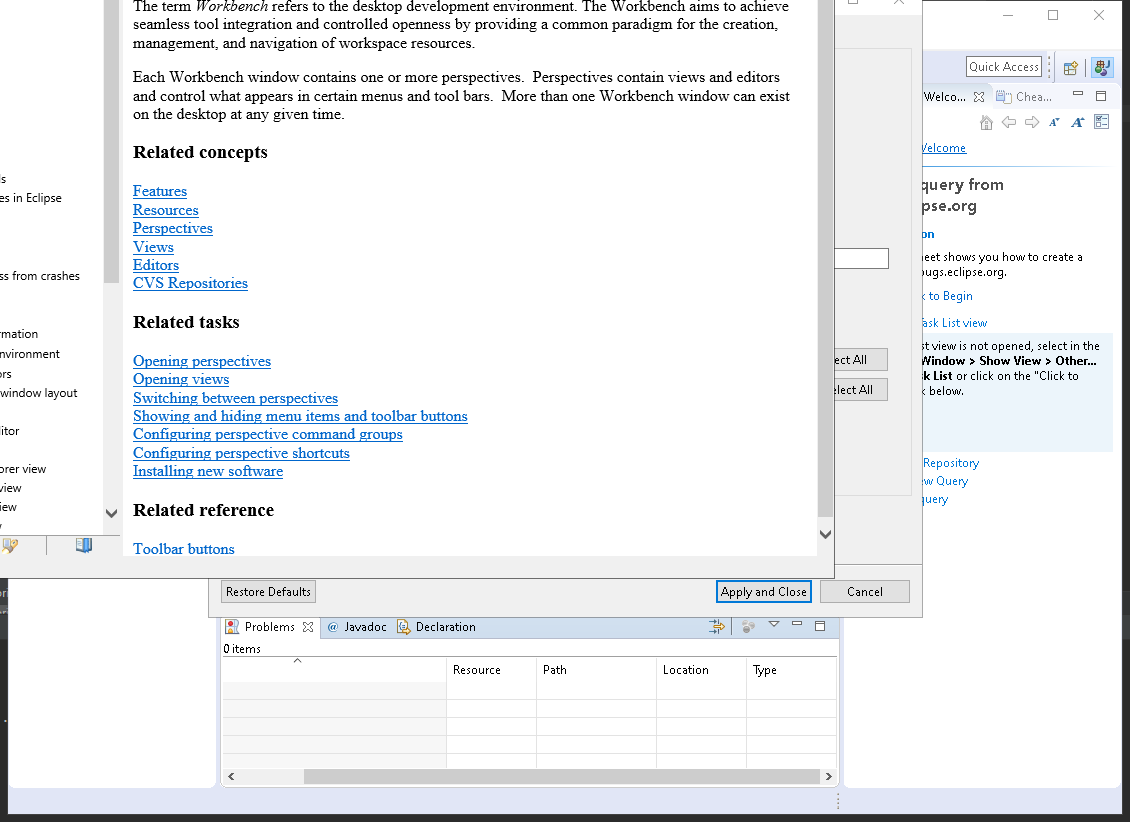 The term Workbench refers to the desktop development environment. The Workbench aims to achieve
seamless tool integration and controlled openness by providing a common paradigm for the creation,
management, and navigation of workspace resources.
Each Workbench window contains one or more perspectives.  Perspectives contain views and editors
and control what appears in certain menus and tool bars.  More than one Workbench window can exist
on the desktop at any given time.
Related concepts
Features
Resources
Perspectives
Views
Editors
CVS Repositories
Related tasks
Opening perspectives
Opening views
Switching between perspectives
Showing and hiding menu items and toolbar buttons
Configuring perspective command groups
Configuring perspective shortcuts
Installing new software
Related reference
Toolbar buttons
es in Eclipse
ss from crashes
rmation
nvironment
ors
window layout
itor
orer view
view
iew
ect All
elect All
Restore Defaults
Apply and Close
Cancel
Quick Access
Welco...
Chea...
Welcome
query from
pse.org
on
eet shows you how to create a
bugs.eclipse.org.
to Begin
Task List view
st view is not opened, select in the
Window > Show View > Other...
k List or click on the "Click to
below.
Repository
ew Query
query
Problems
@ Javadoc
Declaration
0 items
Resource
Path
Location
Type